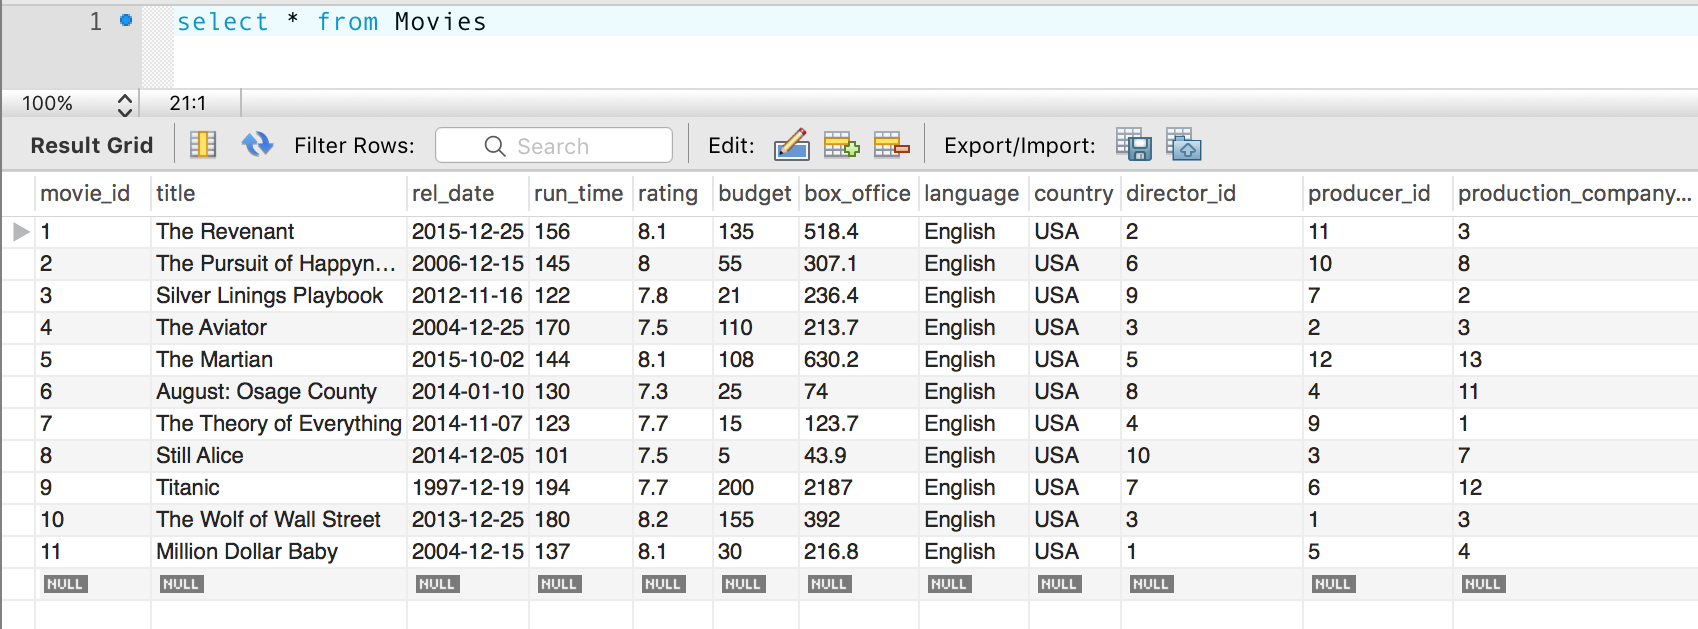 1 select * from Movies
100% 21:1
Result Grid Filter Rows: Search Edit: Export/Import:
movie_id title rel_date run_time rating budget box_office language country director_id producer_id production_company...
1 The Revenant 2015-12-25 156 8.1 135 518.4 English USA 2 11 3
2 The Pursuit of Happyn... 2006-12-15 145 8 55 307.1 English USA 6 10 8
3 Silver Linings Playbook 2012-11-16 122 7.8 21 236.4 English USA 9 7 2
4 The Aviator 2004-12-25 170 7.5 110 213.7 English USA 3 2 3
5 The Martian 2015-10-02 144 8.1 108 630.2 English USA 5 12 13
6 August: Osage County 2014-01-10 130 7.3 25 74 English USA 8 4 11
7 The Theory of Everything 2014-11-07 123 7.7 15 123.7 English USA 4 9 1
8 Still Alice 2014-12-05 101 7.5 5 43.9 English USA 10 3 7
9 Titanic 1997-12-19 194 7.7 200 2187 English USA 7 6 12
10 The Wolf of Wall Street 2013-12-25 180 8.2 155 392 English USA 3 1 3
11 Million Dollar Baby 2004-12-15 137 8.1 30 216.8 English USA 1 5 4
NULL NULL NULL NULL NULL NULL NULL NULL NULL NULL NULL NULL